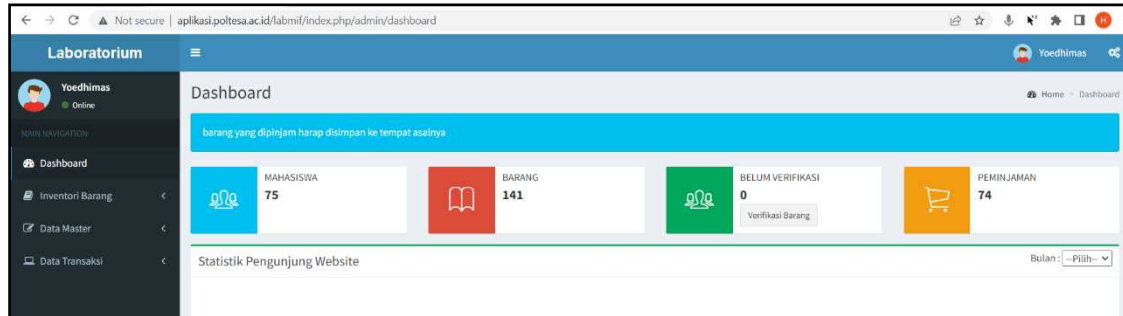 Not secure | aplikasi.poltesa.ac.id/labmif/index.php/admin/dashboard
H
Laboratorium
Yoedhimas
Yoedhimas
Online
Dashboard
Home > Dashboard
MAIN NAVIGATION
barang yang dipinjam harap disimpan ke tempat asalnya
Dashboard
Inventori Barang
Data Master
Data Transaksi
MAHASISWA
75
BARANG
141
BELUM VERIFIKASI
0
Verifikasi Barang
PEMINJAMAN
74
Statistik Pengunjung Website
Bulan : --Pilih--